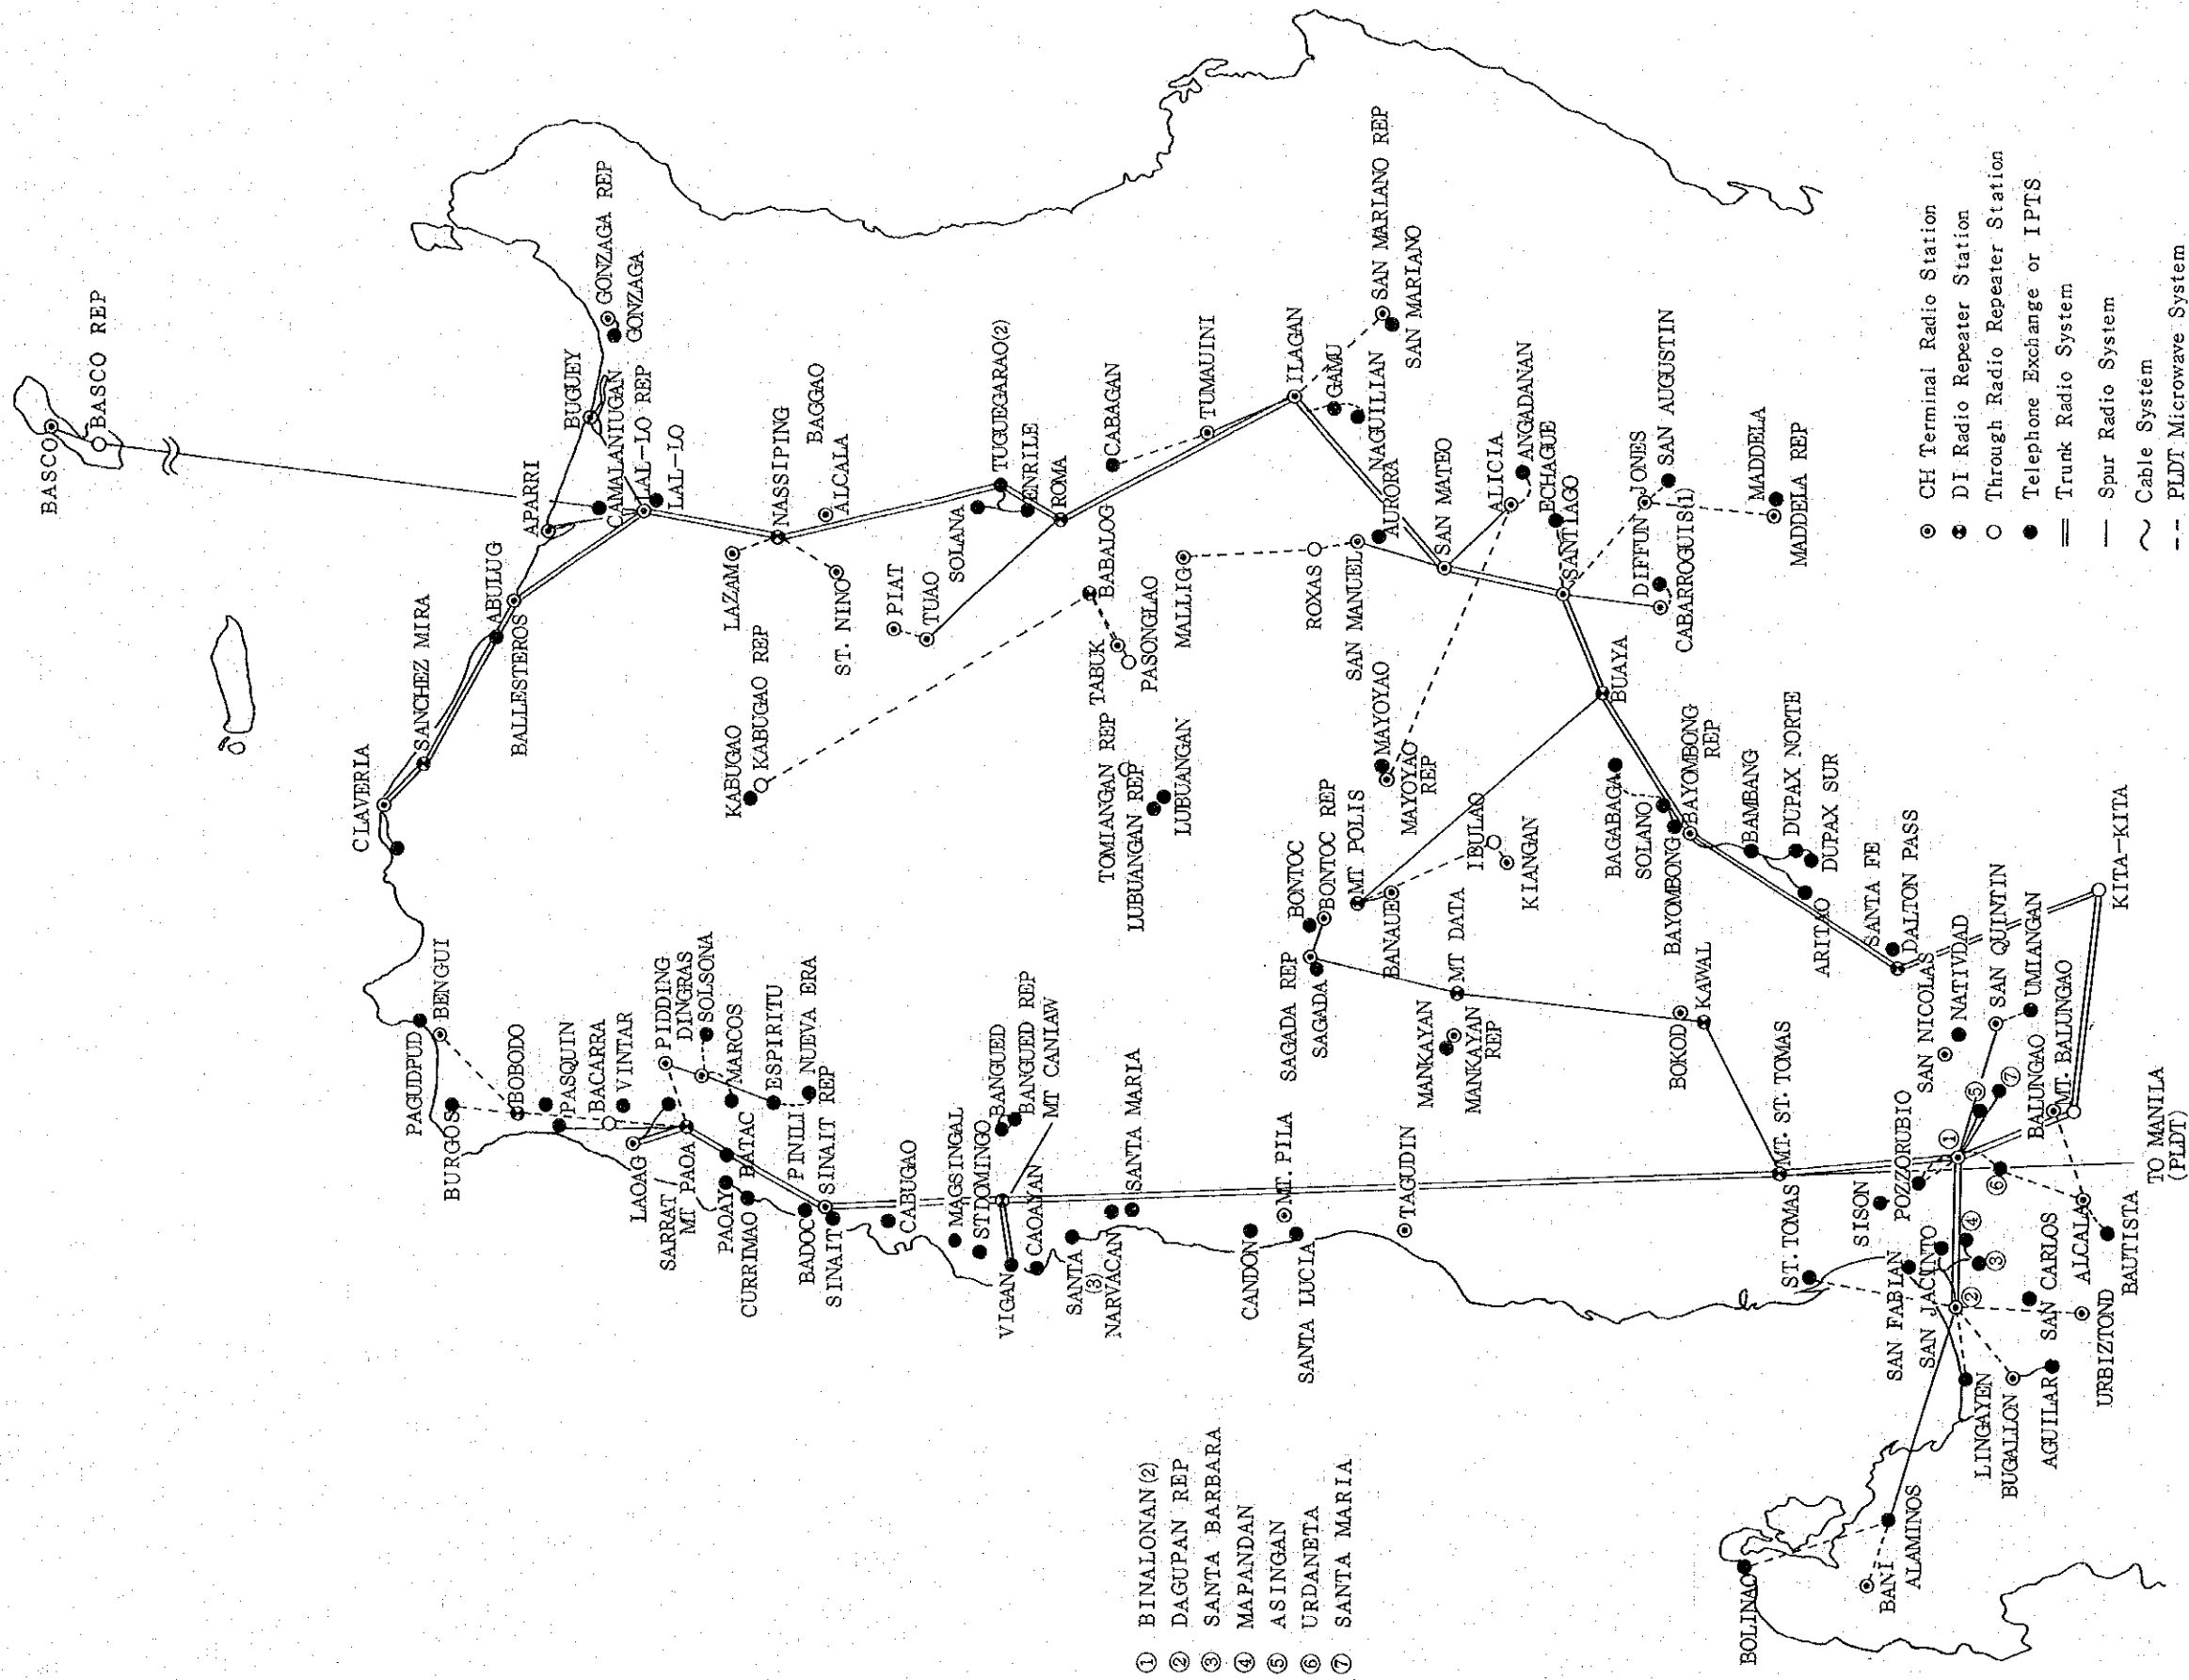 BASCO
BASCO REP
CLAVERIA
SANCHEZ MIRA
ABULUG
BALLESTEROS
APARRI
BUGUEY
GONZAGA REP
GONZAGA
CAMALANIUGAN
LAL-LO REP
LAL-LO
PAGUDPUD
BENGUI
BURGOS
BOBODO
PASQUIN
BACARRA
VINTAR
LAOAG
SARRAT
MT PAOA
PIDDING
DINGRAS
SOLSONA
MARCOS
ESPIRITU
NUEVA ERA
PAOAY
BATAC
CURRIMAO
PINILI
BADOC
SINAIT REP
SINAIT
CABUGAO
MAGSINGAL
ST DOMINGO
BANGUED
BANGUED REP
MT CANIAW
VIGAN
CAOAYAN
SANTA
(3)
NARVACAN
SANTA MARIA
CANDON
MT. PILA
SANTA LUCIA
TAGUDIN
KABUGAO
KABUGAO REP
LAZAM
NASSIPING
BAGGAO
ALCALA
ST. NINO
PIAT
TUAO
SOLANA
TUGUEGARAO(2)
ENRILE
ROMA
CABAGAN
TUMAUINI
BABALOG
TABUK
PASONGLAO
TOMIANGAN REP
LUBUANGAN REP
LUBUANGAN
MALLIG
ROXAS
SAN MANUEL
AURORA
ILAGAN
GAMU
NAGUILIAN
SAN MARIANO REP
SAN MARIANO
SAN MATEO
ALICIA
ANGADANAN
ECHAGUE
SANTIAGO
DIFFUN
JONES
SAN AUGUSTIN
CABARROGUIS(1)
MADDELA
MADDELA REP
MAYOYAO
MAYOYAO
REP
BUAYA
BONTOC
BONTOC REP
MT POLIS
SAGADA REP
SAGADA
BANAUE
IBULAO
KIANGAN
MT DATA
MANKAYAN
MANKAYAN
REP
BAGABAGA
SOLANO
BAYOMBONG
BAYOMBONG
REP
BAMBANG
DUPAX NORTE
DUPAX SUR
ARITAO
SANTA FE
DALTON PASS
BOKOD
KAWAL
MT. ST. TOMAS
ST. TOMAS
SISON
POZZORUBIO
SAN NICOLAS
NATIVDAD
SAN QUINTIN
UMIANGAN
BALUNGAO
MT. BALUNGAO
KITA-KITA
①
②
③
④
⑤
⑥
⑦
SAN FABIAN
SAN JACINTO
SAN CARLOS
ALCALA
BAUTISTA
URBIZTOND
LINGAYEN
BUGALLON
AGUILAR
BOLINAO
BANI
ALAMINOS
TO MANILA
(PLDT)
① BINALONAN(2)
② DAGUPAN REP
③ SANTA BARBARA
④ MAPANDAN
⑤ ASINGAN
⑥ URDANETA
⑦ SANTA MARIA
CH Terminal Radio Station
DI Radio Repeater Station
Through Radio Repeater Station
Telephone Exchange or IPTS
Trunk Radio System
Spur Radio System
Cable System
PLDT Microwave System